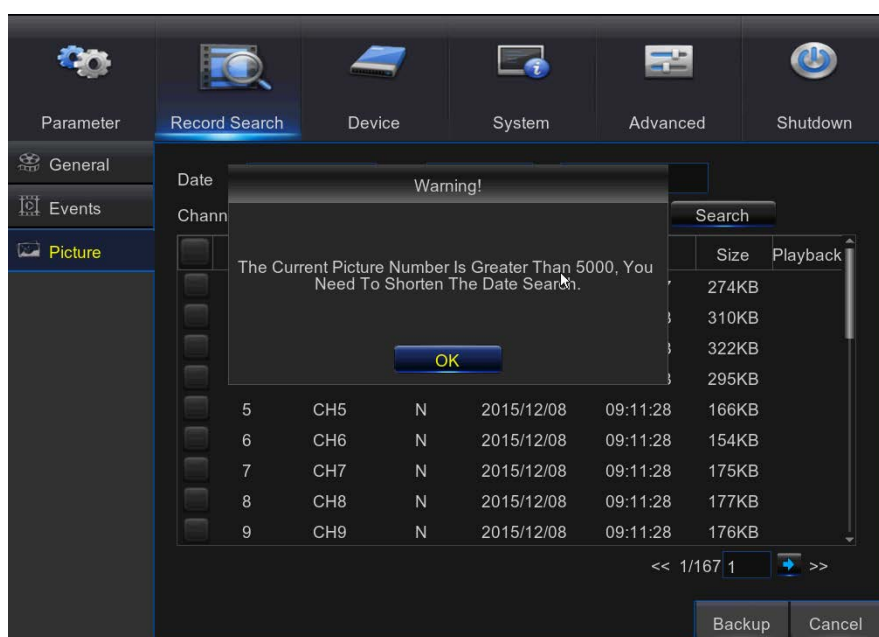 Parameter Record Search Device System Advanced Shutdown
General
Events
Picture
Date
Chann
Search
Warning!
The Current Picture Number Is Greater Than 5000, You
Need To Shorten The Date Search.
OK
Size Playback
274KB
310KB
322KB
295KB
5 CH5 N 2015/12/08 09:11:28 166KB
6 CH6 N 2015/12/08 09:11:28 154KB
7 CH7 N 2015/12/08 09:11:28 175KB
8 CH8 N 2015/12/08 09:11:28 177KB
9 CH9 N 2015/12/08 09:11:28 176KB
<< 1/167 1 >>
Backup Cancel